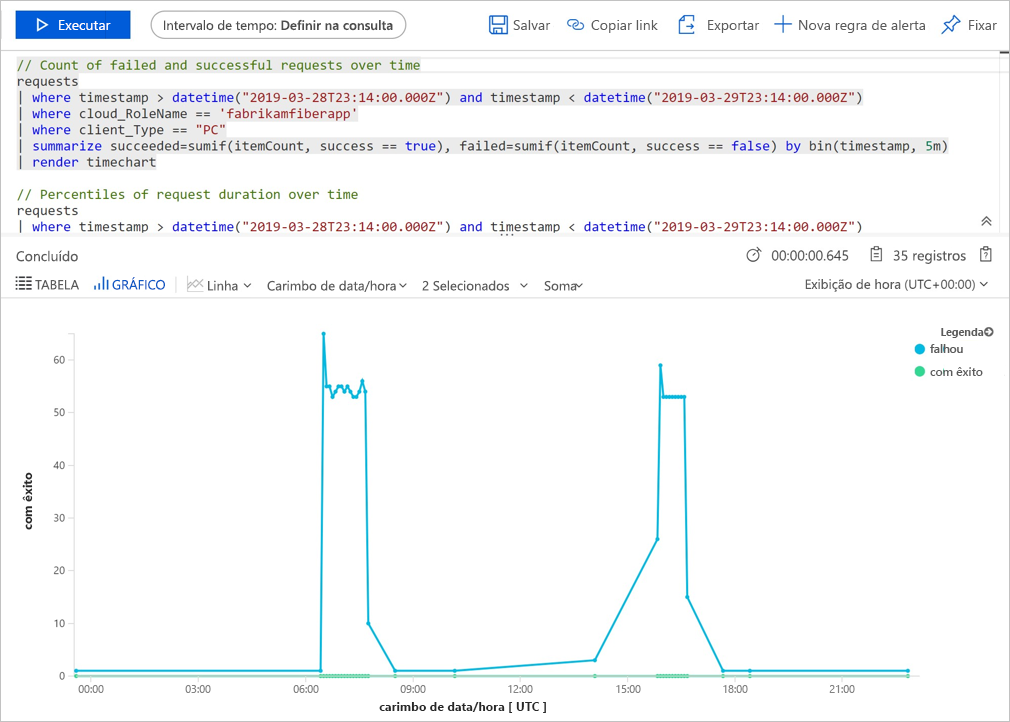 Executar Intervalo de tempo: Definir na consulta Salvar Copiar link Exportar Nova regra de alerta Fixar
// Count of failed and successful requests over time
requests
| where timestamp > datetime("2019-03-28T23:14:00.000Z") and timestamp < datetime("2019-03-29T23:14:00.000Z")
| where cloud_RoleName == 'fabrikamfiberapp'
| where client_Type == "PC"
| summarize succeeded=sumif(itemCount, success == true), failed=sumif(itemCount, success == false) by bin(timestamp, 5m)
| render timechart
// Percentiles of request duration over time
requests
| where timestamp > datetime("2019-03-28T23:14:00.000Z") and timestamp < datetime("2019-03-29T23:14:00.000Z")
Concluído 00:00:00.645 35 registros
TABELA GRÁFICO Linha Carimbo de data/hora 2 Selecionados Soma Exibição de hora (UTC+00:00)
Legenda
falhou
com êxito
60
50
40
30
20
10
0
com êxito
00:00 03:00 06:00 09:00 12:00 15:00 18:00 21:00
carimbo de data/hora [ UTC ]